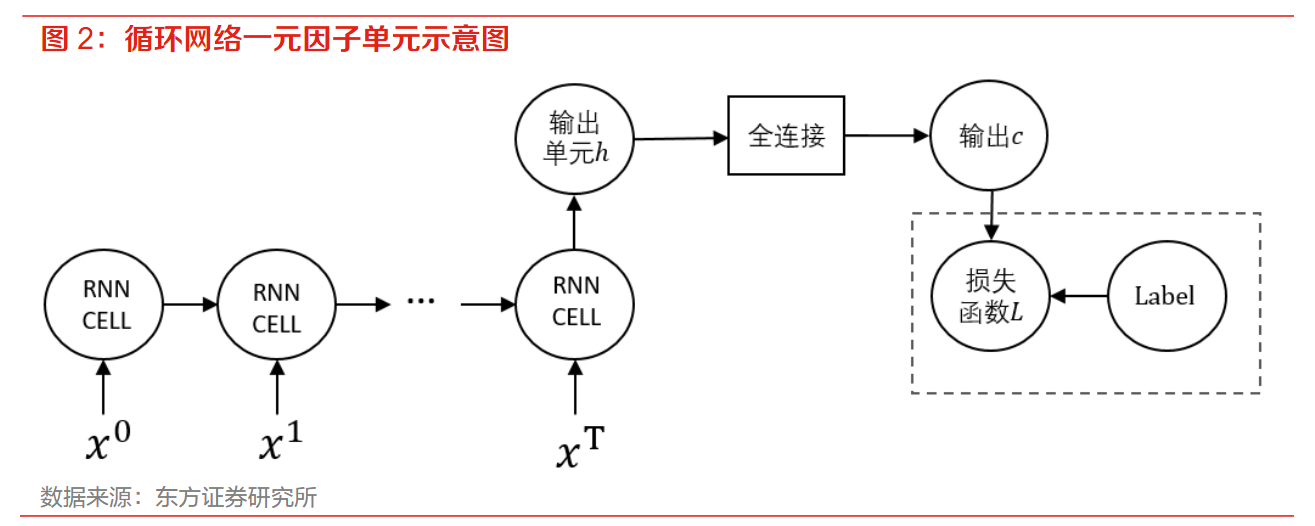 图 2：循环网络一元因子单元示意图
输出
单元h
全连接
输出c
RNN
CELL
RNN
CELL
...
RNN
CELL
损失
函数L
Label
x⁰
x¹
xᵀ
数据来源：东方证券研究所